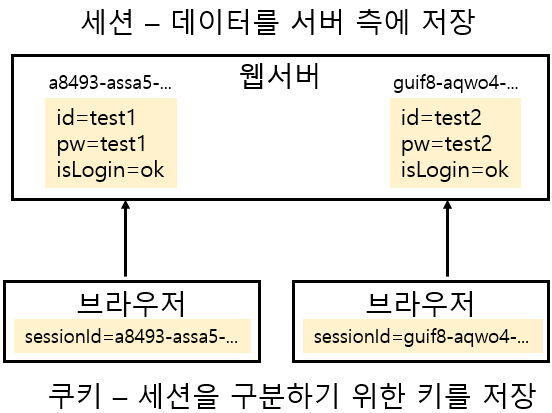 세션 – 데이터를 서버 측에 저장
웹서버
a8493-assa5-...
id=test1
pw=test1
isLogin=ok
guif8-aqwo4-...
id=test2
pw=test2
isLogin=ok
브라우저
sessionId=a8493-assa5-...
브라우저
sessionId=guif8-aqwo4-...
쿠키 – 세션을 구분하기 위한 키를 저장